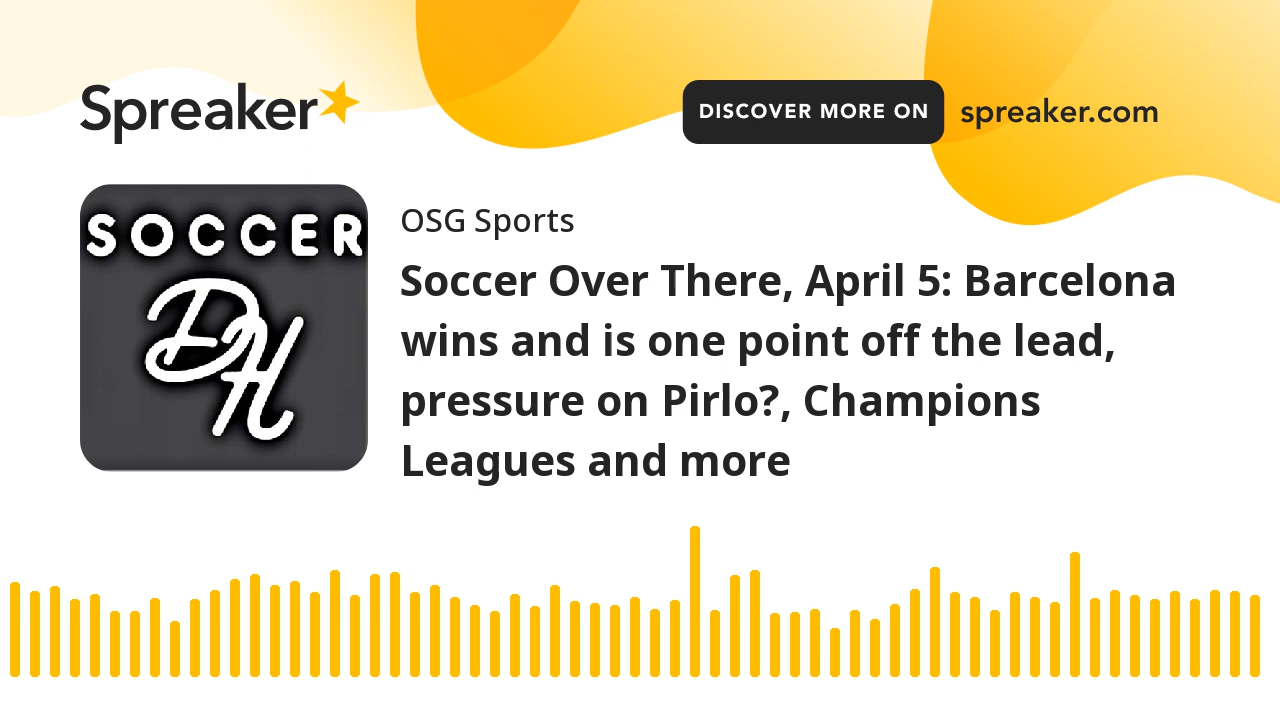 Spreaker
DISCOVER MORE ON
spreaker.com
SOCCER
DH
OSG Sports
Soccer Over There, April 5: Barcelona
wins and is one point off the lead,
pressure on Pirlo?, Champions
Leagues and more